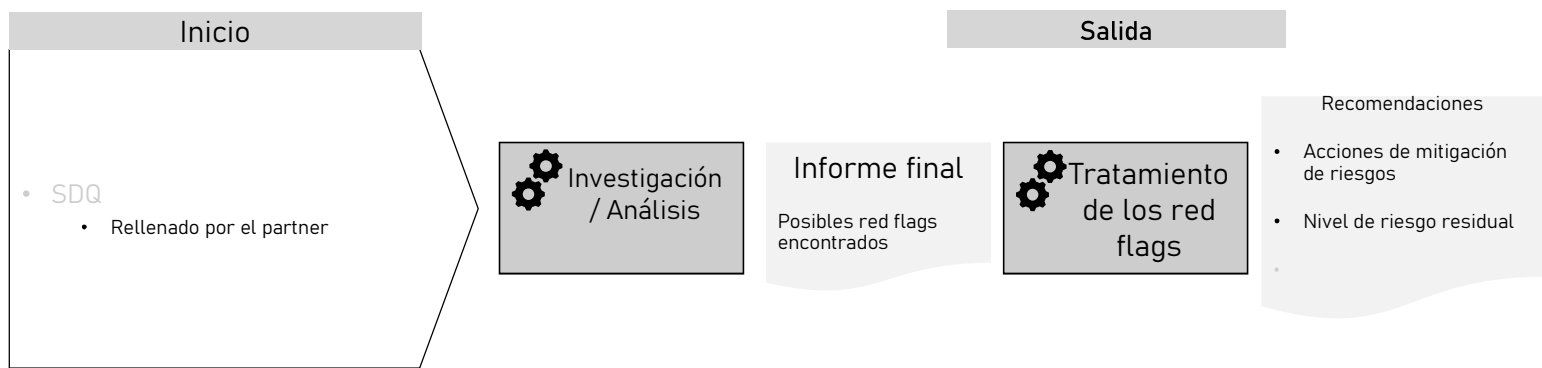 Inicio
Salida
• SDQ
• Rellenado por el partner
Investigación
/ Análisis
Informe final
Posibles red flags
encontrados
Tratamiento
de los red
flags
Recomendaciones
• Acciones de mitigación
de riesgos
• Nivel de riesgo residual
•